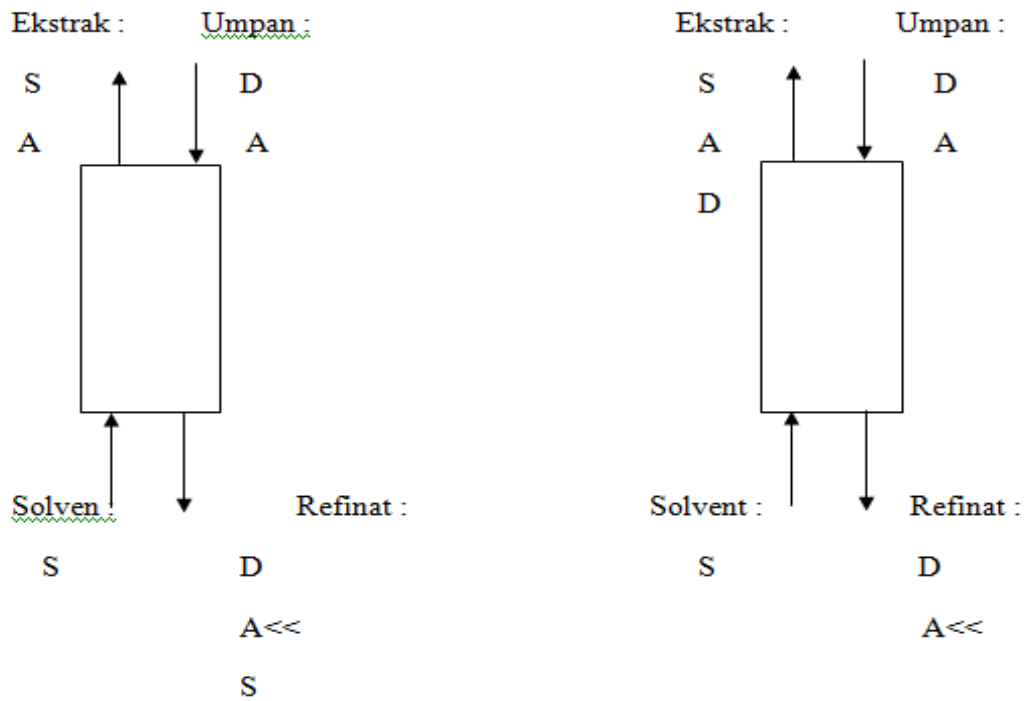 Ekstrak : Umpan :
S D
A A
Solven : Refinat :
S D
A<<
S
Ekstrak : Umpan :
S D
A A
D
Solvent : Refinat :
S D
A<<